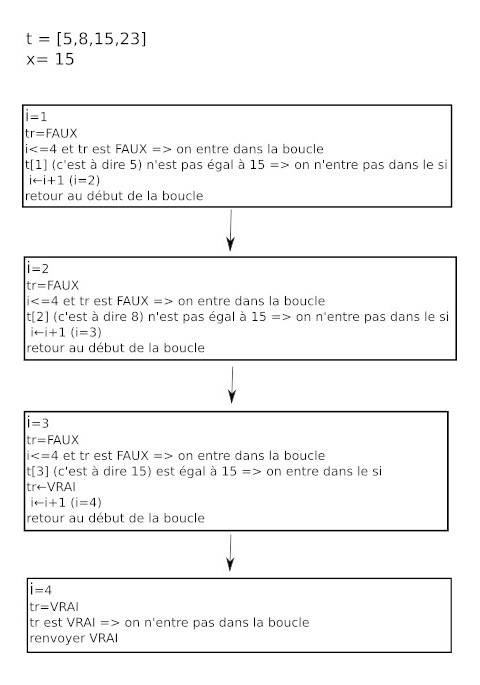 t = [5,8,15,23]
x= 15
i=1
tr=FAUX
i<=4 et tr est FAUX => on entre dans la boucle
t[1] (c'est à dire 5) n'est pas égal à 15 => on n'entre pas dans le si
i←i+1 (i=2)
retour au début de la boucle
i=2
tr=FAUX
i<=4 et tr est FAUX => on entre dans la boucle
t[2] (c'est à dire 8) n'est pas égal à 15 => on n'entre pas dans le si
i←i+1 (i=3)
retour au début de la boucle
i=3
tr=FAUX
i<=4 et tr est FAUX => on entre dans la boucle
t[3] (c'est à dire 15) est égal à 15 => on entre dans le si
tr←VRAI
i←i+1 (i=4)
retour au début de la boucle
i=4
tr=VRAI
tr est VRAI => on n'entre pas dans la boucle
renvoyer VRAI